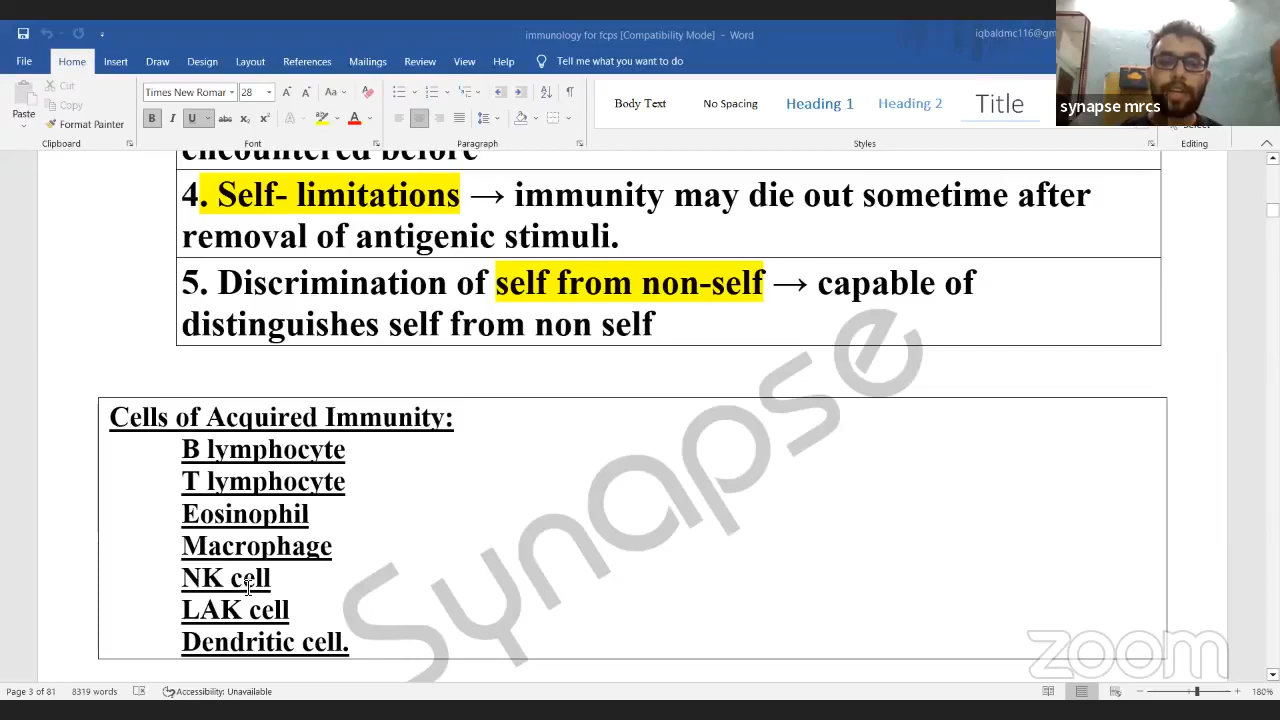 immunology for fcps [Compatibility Mode] - Word
iqbaldmc116@gm
File Home Insert Draw Design Layout References Mailings Review View Help Tell me what you want to do
Paste
Cut
Copy
Format Painter
Clipboard
Times New Roman 28
Font
Paragraph
Body Text No Spacing Heading 1 Heading 2 Title
Styles
Editing
synapse mrcs
encountered before
4. Self- limitations → immunity may die out sometime after
removal of antigenic stimuli.
5. Discrimination of self from non-self → capable of
distinguishes self from non self
Cells of Acquired Immunity:
B lymphocyte
T lymphocyte
Eosinophil
Macrophage
NK cell
LAK cell
Dendritic cell.
Synapse
zoom
Page 3 of 81 8319 words Accessibility: Unavailable 180%